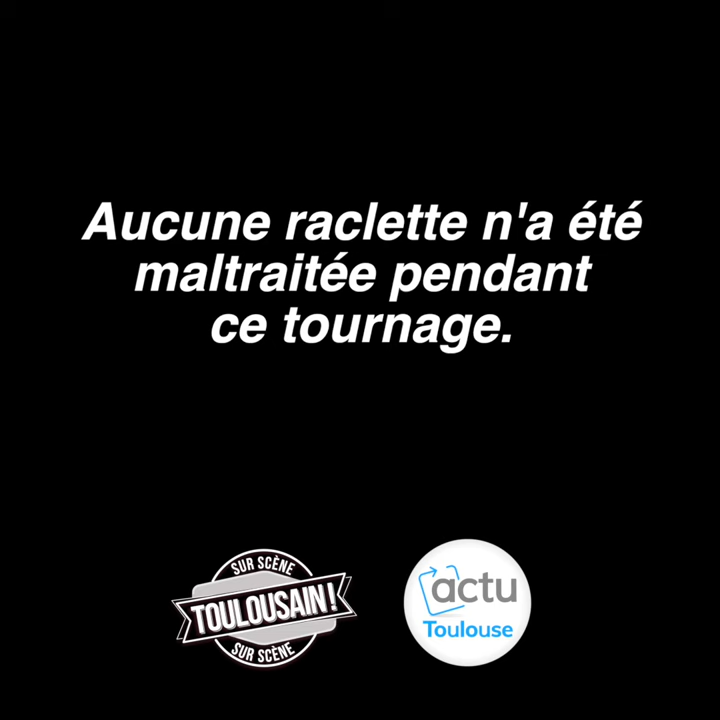 Aucune raclette n'a été
maltraitée pendant
ce tournage.
SUR SCÈNE
TOULOUSAIN !
SUR SCÈNE
actu
Toulouse